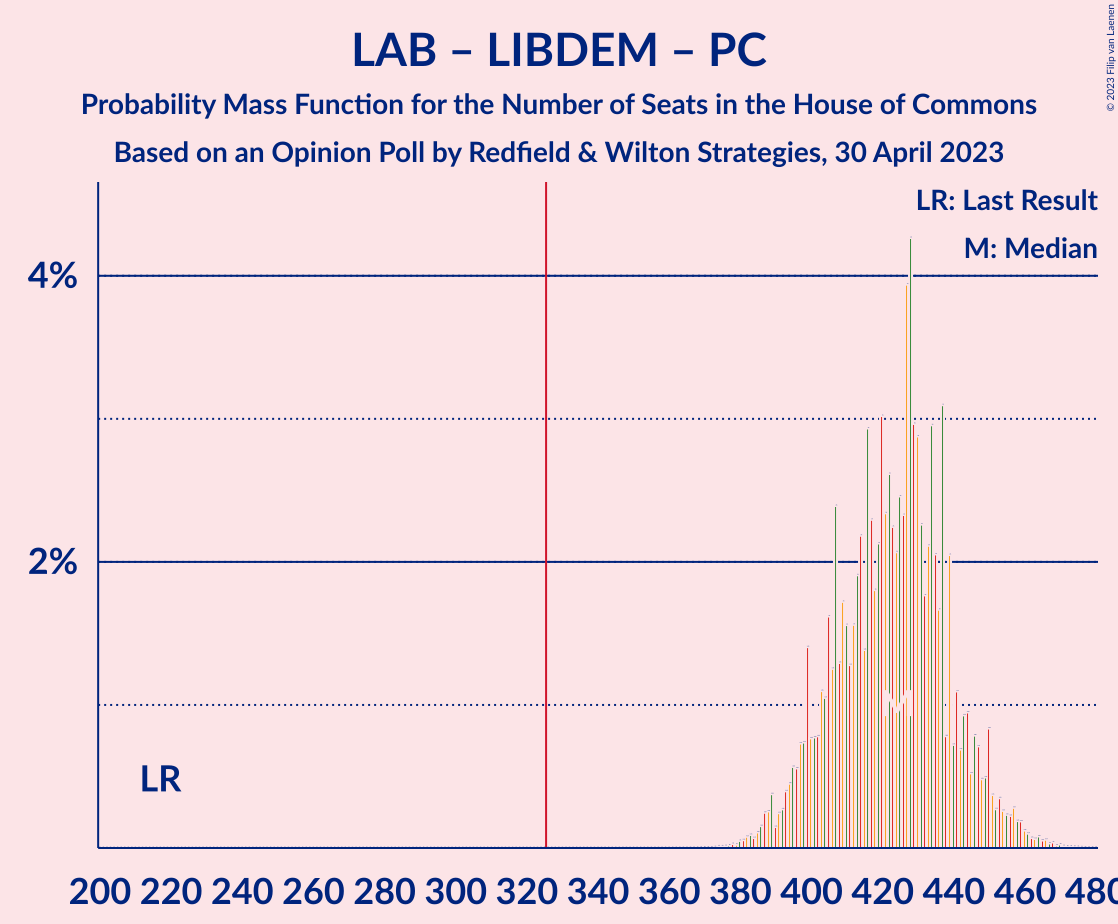 LAB – LIBDEM – PC
Probability Mass Function for the Number of Seats in the House of Commons
Based on an Opinion Poll by Redfield & Wilton Strategies, 30 April 2023
© 2023 Filip van Laenen
LR: Last Result
M: Median
4%
2%
LR
M
200 220 240 260 280 300 320 340 360 380 400 420 440 460 480